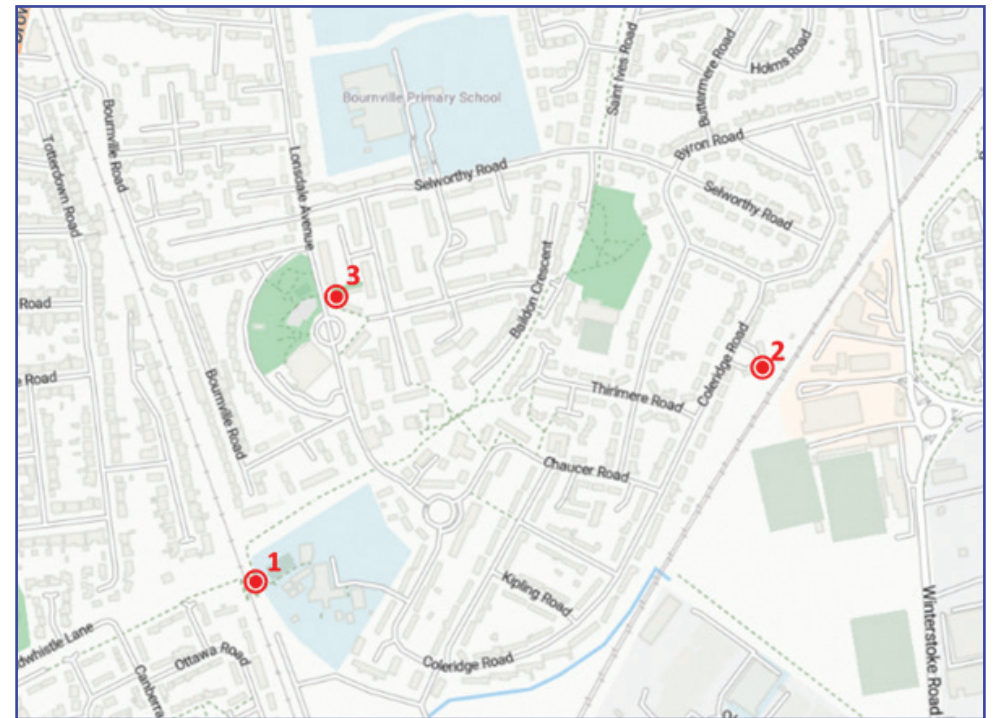 Bournville Road
Totterdown Road
Lonsdale Avenue
Bournville Primary School
Saint Ives Road
Buttermere Road
Holms Road
Byron Road
Selworthy Road
Selworthy Road
3
Road
Baildon Crescent
Coleridge Road
2
Road
Thirlmere Road
Bournville Road
Chaucer Road
1
Kipling Road
Winterstoke Road
dwhistle Lane
Ottawa Road
Canberra
Coleridge Road